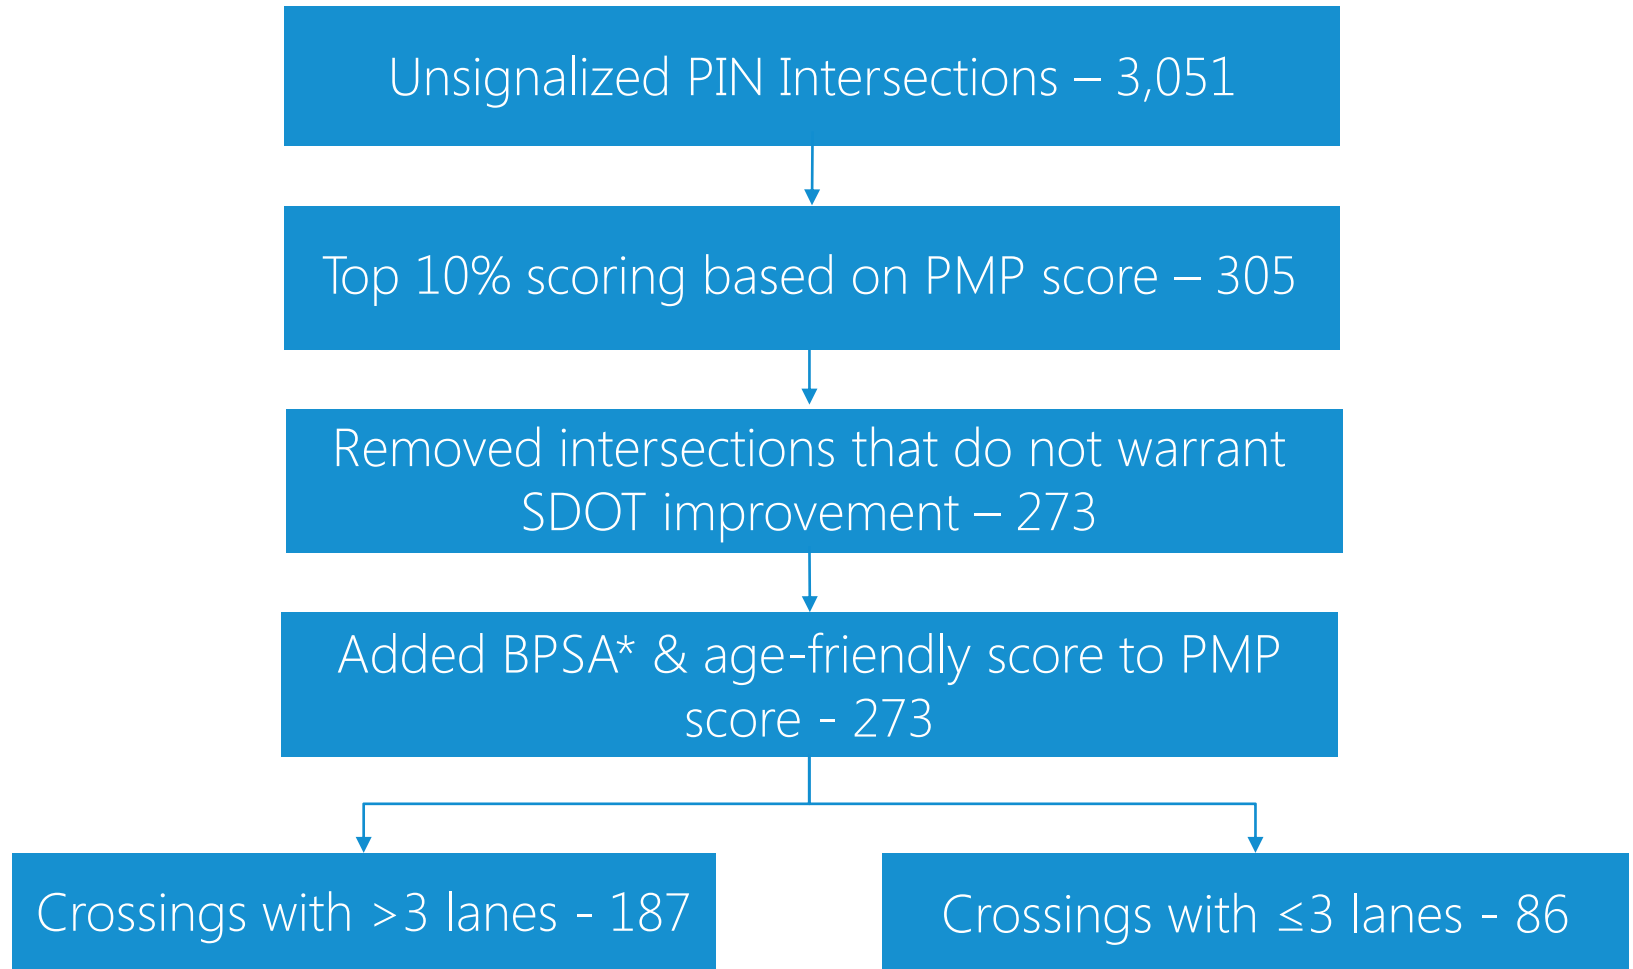 Unsignalized PIN Intersections – 3,051
Top 10% scoring based on PMP score – 305
Removed intersections that do not warrant
SDOT improvement – 273
Added BPSA* & age-friendly score to PMP
score - 273
Crossings with >3 lanes - 187
Crossings with ≤3 lanes - 86